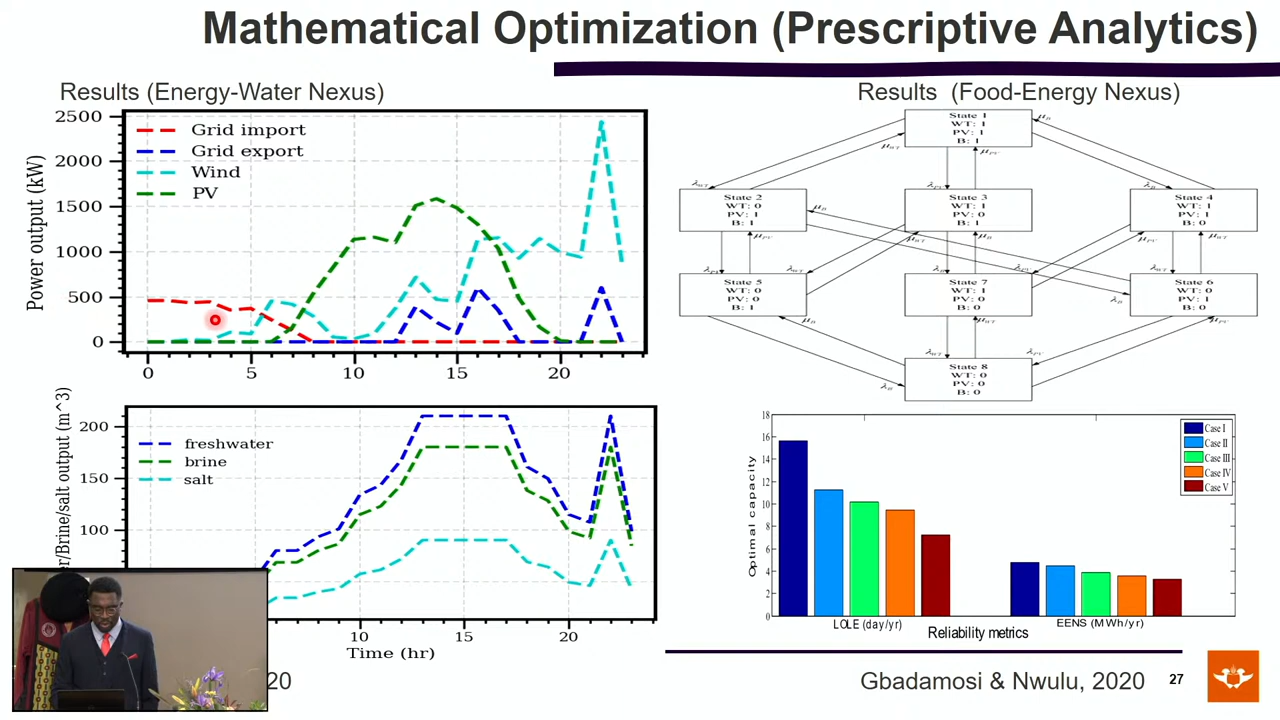 Mathematical Optimization (Prescriptive Analytics)
Results (Energy-Water Nexus)
Power output (kW)
2500
2000
1500
1000
500
0
Grid import
Grid export
Wind
PV
0 5 10 15 20
er/Brine/salt output (m^3)
200
150
100
freshwater
brine
salt
10 15 20
Time (hr)
20
Results (Food-Energy Nexus)
State 1
WT: 1
PV: 1
B: 1
State 2
WT: 0
PV: 1
B: 1
State 3
WT: 1
PV: 0
B: 1
State 4
WT: 1
PV: 1
B: 0
State 5
WT: 0
PV: 0
B: 1
State 7
WT: 1
PV: 0
B: 0
State 6
WT: 0
PV: 1
B: 0
State 8
WT: 0
PV: 0
B: 0
Optimal capacity
18
16
14
12
10
8
6
4
2
0
Case I
Case II
Case III
Case IV
Case V
LOLE (day/yr) EENS (MWh/yr)
Reliability metrics
Gbadamosi & Nwulu, 2020
27